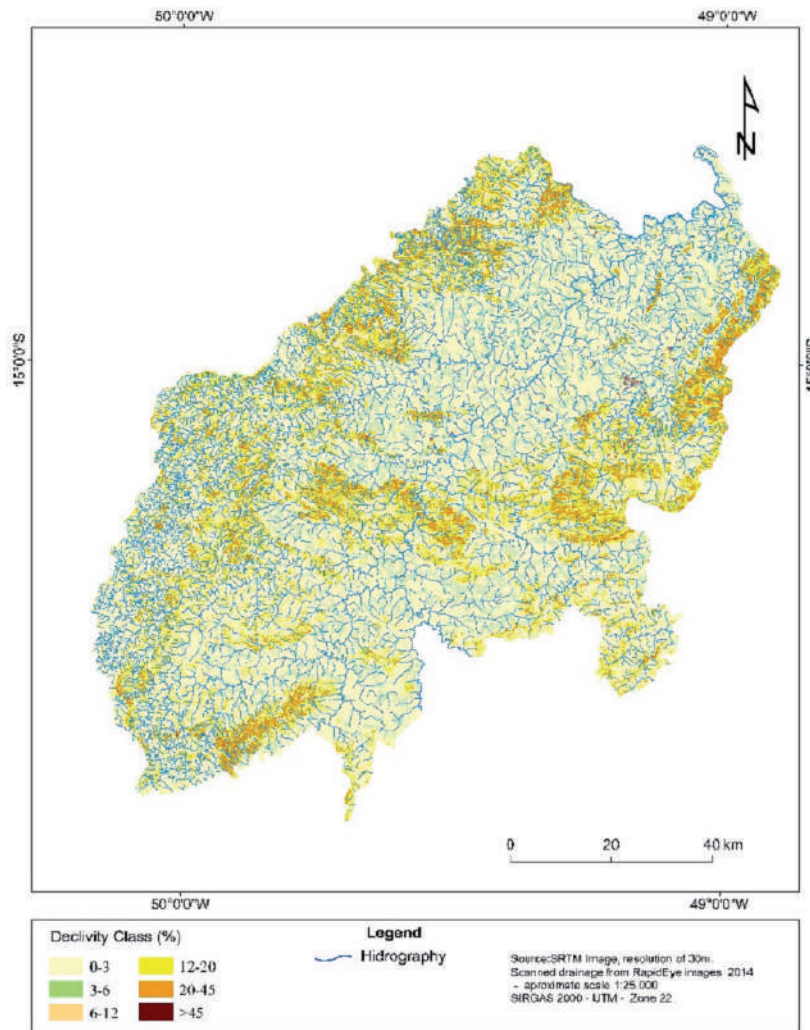 50°0'0"W 49°0'0"W
N
15°0'0"S
0 20 40 km
50°0'0"W 49°0'0"W
Declivity Class (%)
0-3
3-6
6-12
12-20
20-45
>45
Legend
Hidrography
Source:SRTM Image, resolution of 30m.
Scanned drainage from RapidEye images 2014
- aproximate scale 1:25.000
SIRGAS 2000 - UTM - Zone 22